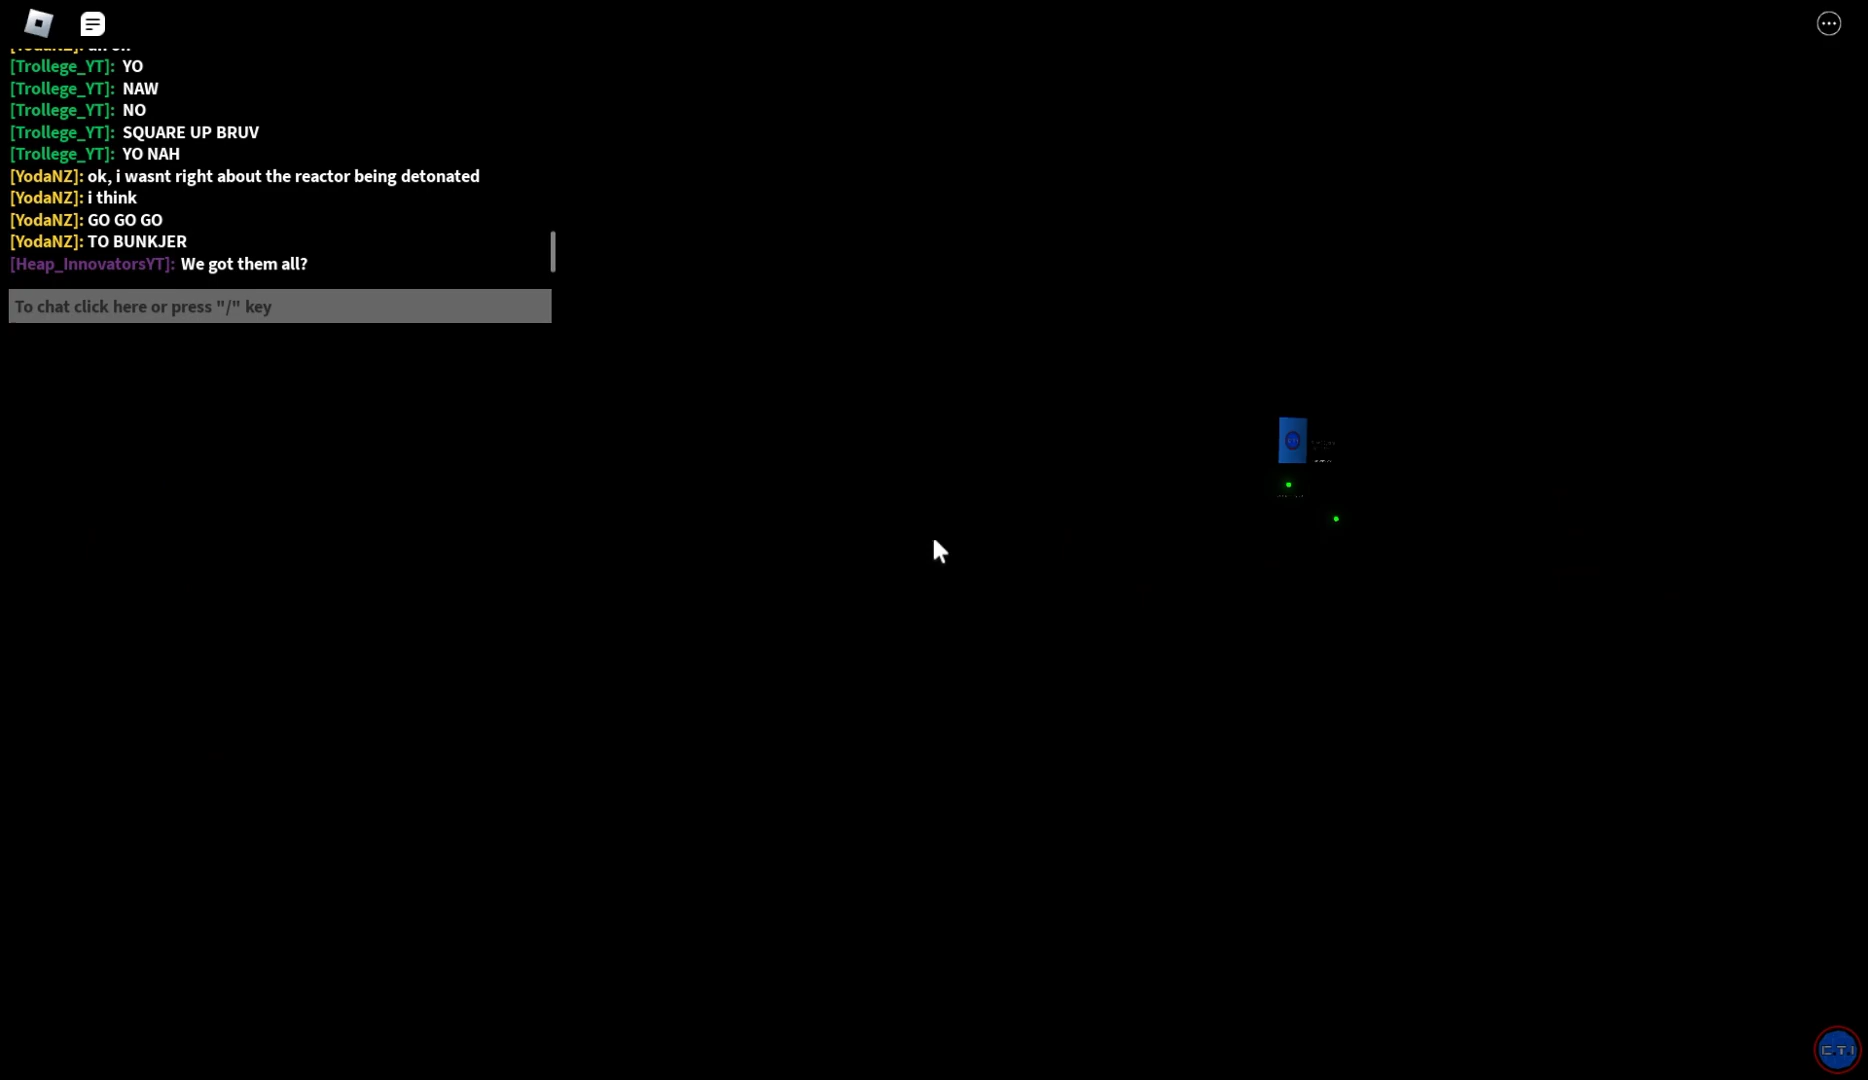 [Trollege_YT]: YO
[Trollege_YT]: NAW
[Trollege_YT]: NO
[Trollege_YT]: SQUARE UP BRUV
[Trollege_YT]: YO NAH
[YodaNZ]: ok, i wasnt right about the reactor being detonated
[YodaNZ]: i think
[YodaNZ]: GO GO GO
[YodaNZ]: TO BUNKJER
[Heap_InnovatorsYT]: We got them all?
To chat click here or press "/" key
C.T.I